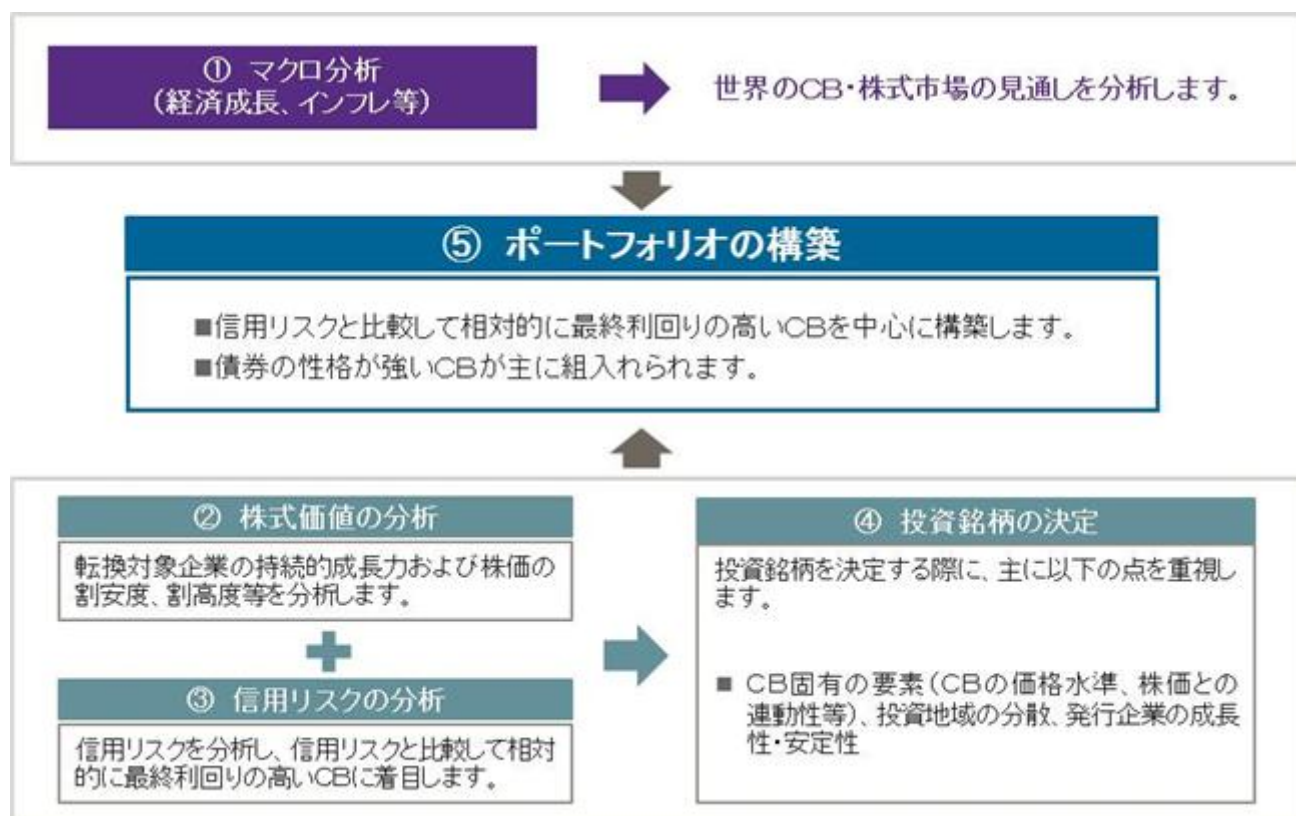 ① マクロ分析
（経済成長、インフレ等）
世界のCB・株式市場の見通しを分析します。
⑤ ポートフォリオの構築
■信用リスクと比較して相対的に最終利回りの高いCBを中心に構築します。
■債券の性格が強いCBが主に組入れられます。
② 株式価値の分析
転換対象企業の持続的成長力および株価の
割安度、割高度等を分析します。
③ 信用リスクの分析
信用リスクを分析し、信用リスクと比較して相対
的に最終利回りの高いCBに着目します。
④ 投資銘柄の決定
投資銘柄を決定する際に、主に以下の点を重視し
ます。
■ CB固有の要素（CBの価格水準、株価との
連動性等）、投資地域の分散、発行企業の成長
性・安定性